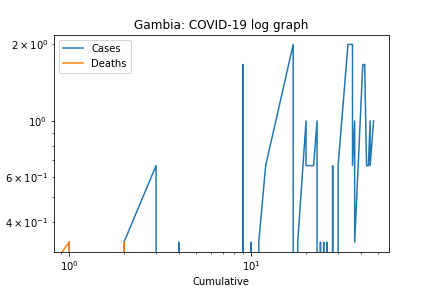 Gambia: COVID-19 log graph
Cases
Deaths
2 × 10⁰
10⁰
6 × 10⁻¹
4 × 10⁻¹
10⁰
10¹
Cumulative